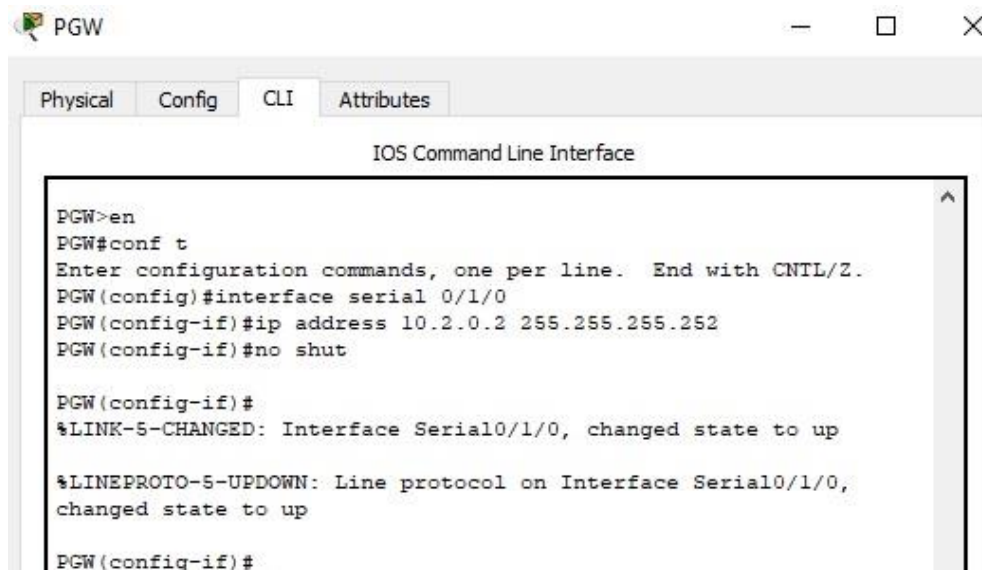 PGW
Physical Config CLI Attributes
IOS Command Line Interface
PGW>en
PGW#conf t
Enter configuration commands, one per line.  End with CNTL/Z.
PGW(config)#interface serial 0/1/0
PGW(config-if)#ip address 10.2.0.2 255.255.255.252
PGW(config-if)#no shut
PGW(config-if)#
%LINK-5-CHANGED: Interface Serial0/1/0, changed state to up
%LINEPROTO-5-UPDOWN: Line protocol on Interface Serial0/1/0,
changed state to up
PGW(config-if)#